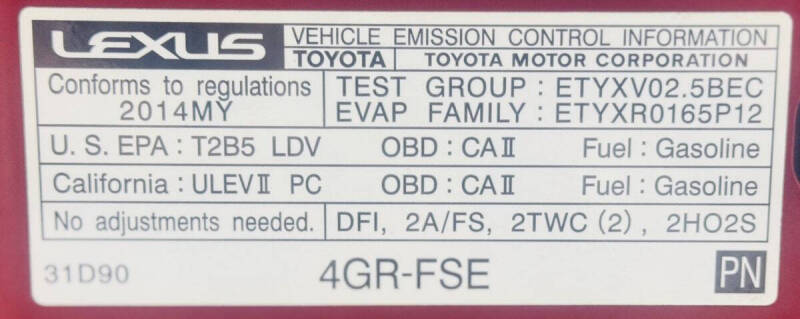 LEXUS VEHICLE EMISSION CONTROL INFORMATION
TOYOTA TOYOTA MOTOR CORPORATION
Conforms to regulations TEST GROUP : ETYXV02.5BEC
2014MY EVAP FAMILY : ETYXR0165P12
U. S. EPA : T2B5 LDV OBD : CAⅡ Fuel : Gasoline
California : ULEVⅡ PC OBD : CAⅡ Fuel : Gasoline
No adjustments needed. DFI, 2A/FS, 2TWC (2), 2HO2S
31D90 4GR-FSE PN